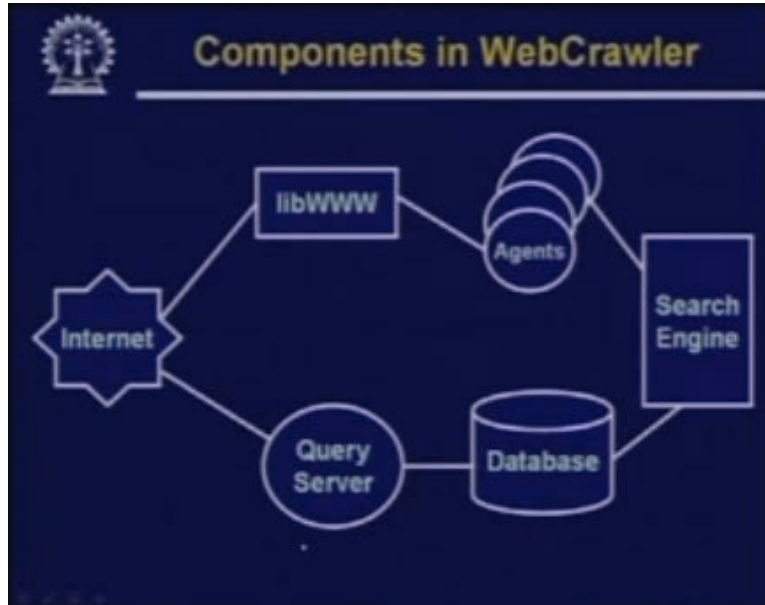 Components in WebCrawler
libWWW
Agents
Internet
Search
Engine
Query
Server
Database